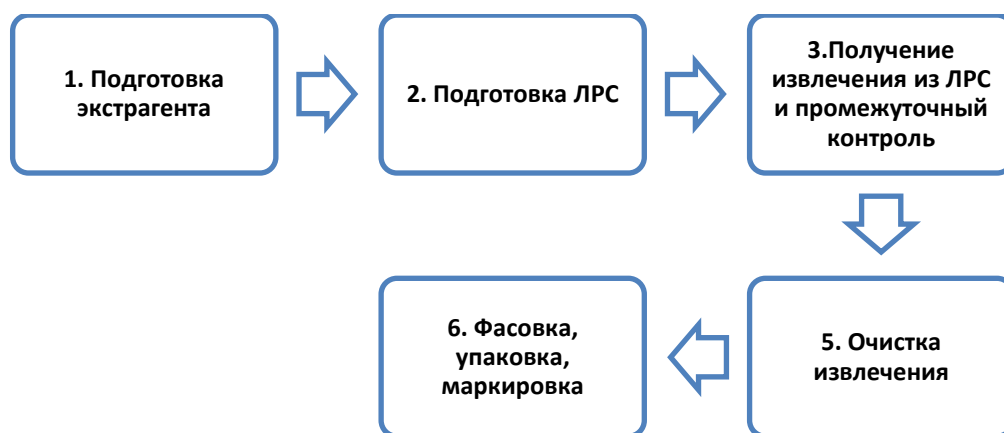 1. Подготовка
экстрагента
2. Подготовка ЛРС
3.Получение
извлечения из ЛРС
и промежуточный
контроль
5. Очистка
извлечения
6. Фасовка,
упаковка,
маркировка